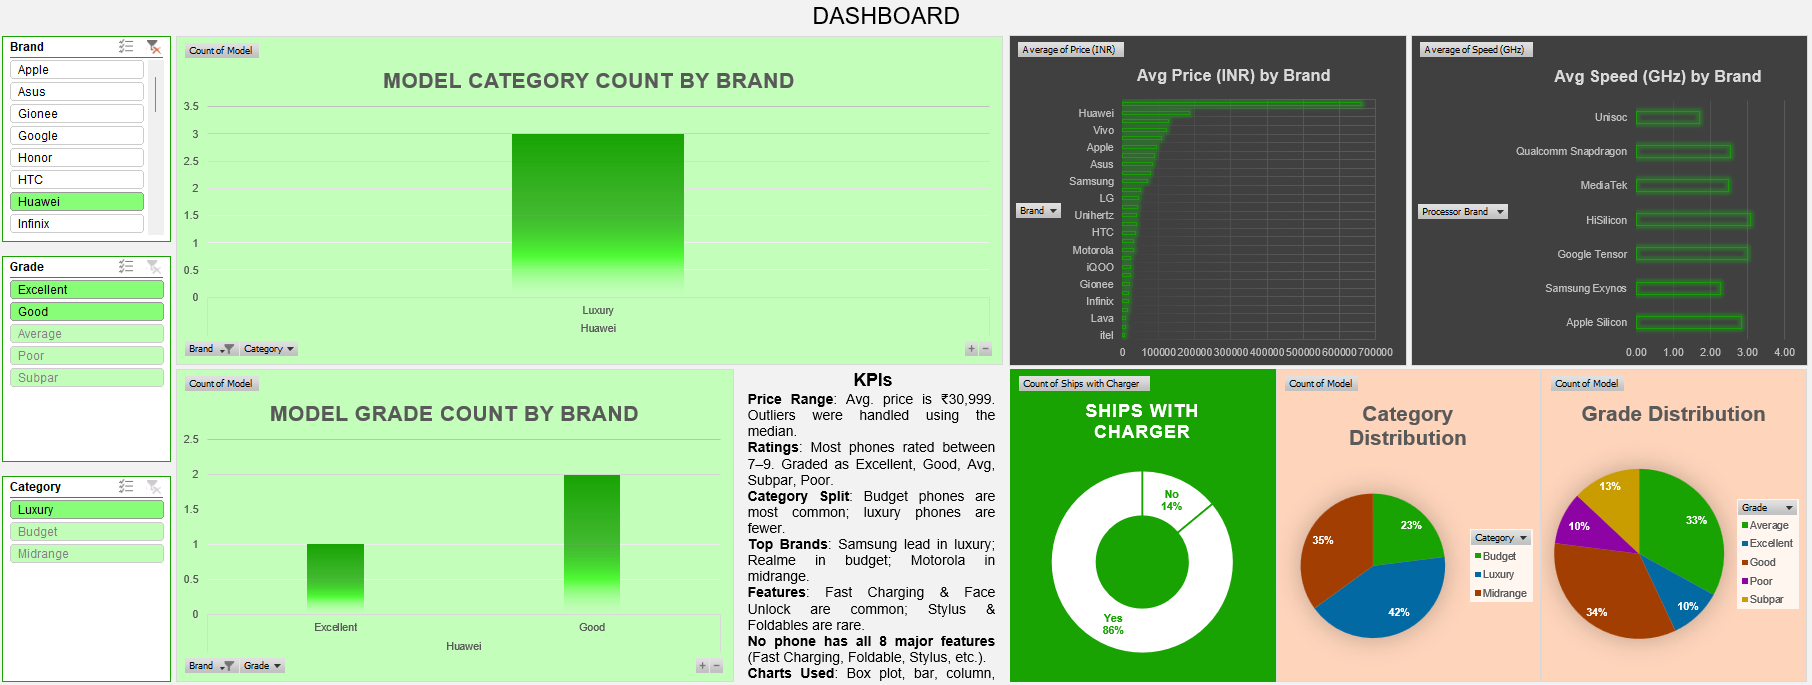 DASHBOARD
Brand
Apple
Asus
Gionee
Google
Honor
HTC
Huawei
Infinix
Grade
Excellent
Good
Average
Poor
Subpar
Category
Luxury
Budget
Midrange
Count of Model
MODEL CATEGORY COUNT BY BRAND
3.5
3
2.5
2
1.5
1
0.5
0
Luxury
Huawei
Brand
Category
+ −
Count of Model
MODEL GRADE COUNT BY BRAND
2.5
2
1.5
1
0.5
0
Excellent Good
Huawei
Brand
Grade
+ −
KPIs
Price Range: Avg. price is ₹30,999.
Outliers were handled using the
median.
Ratings: Most phones rated between
7–9. Graded as Excellent, Good, Avg,
Subpar, Poor.
Category Split: Budget phones are
most common; luxury phones are
fewer.
Top Brands: Samsung lead in luxury;
Realme in budget; Motorola in
midrange.
Features: Fast Charging & Face
Unlock are common; Stylus &
Foldables are rare.
No phone has all 8 major features
(Fast Charging, Foldable, Stylus, etc.).
Charts Used: Box plot, bar, column,
Average of Price (INR)
Avg Price (INR) by Brand
Huawei
Vivo
Apple
Asus
Samsung
LG
Unihertz
HTC
Motorola
iQOO
Gionee
Infinix
Lava
itel
Brand
0 100000 200000 300000 400000 500000 600000 700000
Average of Speed (GHz)
Avg Speed (GHz) by Brand
Unisoc
Qualcomm Snapdragon
MediaTek
HiSilicon
Google Tensor
Samsung Exynos
Apple Silicon
Processor Brand
0.00 1.00 2.00 3.00 4.00
Count of Ships with Charger
SHIPS WITH
CHARGER
No
14%
Yes
86%
Count of Model
Category
Distribution
23%
35%
42%
Category
Budget
Luxury
Midrange
Count of Model
Grade Distribution
13%
33%
10%
34%
10%
Grade
Average
Excellent
Good
Poor
Subpar